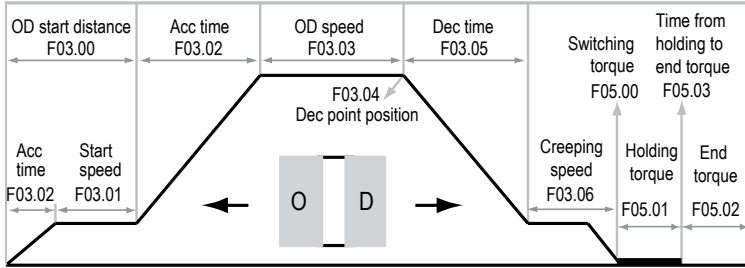 OD start distance
F03.00
Acc time
F03.02
OD speed
F03.03
Dec time
F03.05
Switching
torque
F05.00
Time from
holding to
end torque
F05.03
F03.04
Dec point position
Acc
time
F03.02
Start
speed
F03.01
O
D
Creeping
speed
F03.06
Holding
torque
F05.01
End
torque
F05.02